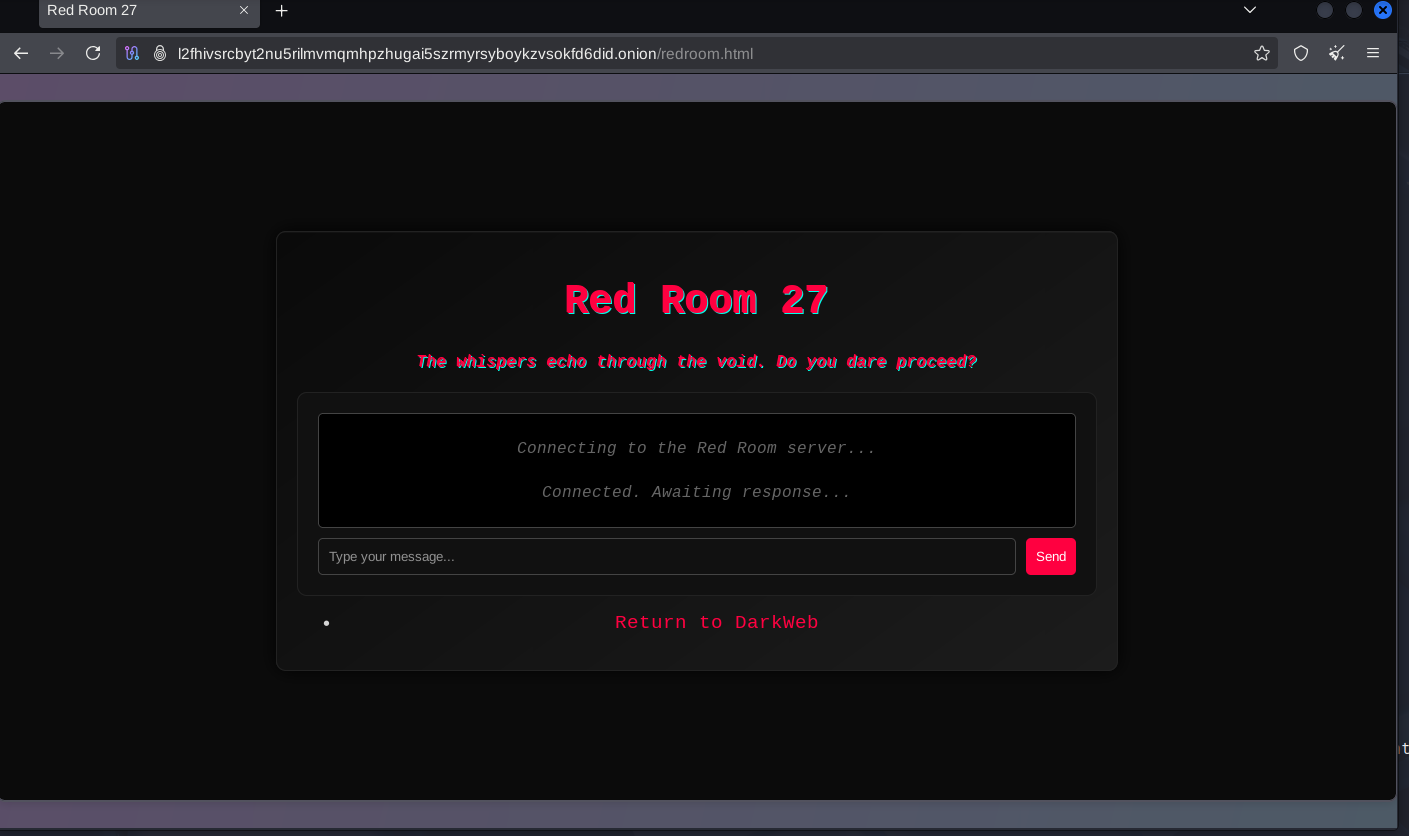 Red Room 27
l2fhivsrcbyt2nu5rilmvmqmhpzhugai5szrmyrsyboykzvsokfd6did.onion/redroom.html
Red Room 27
The whispers echo through the void. Do you dare proceed?
Connecting to the Red Room server...
Connected. Awaiting response...
Type your message... Send
Return to DarkWeb